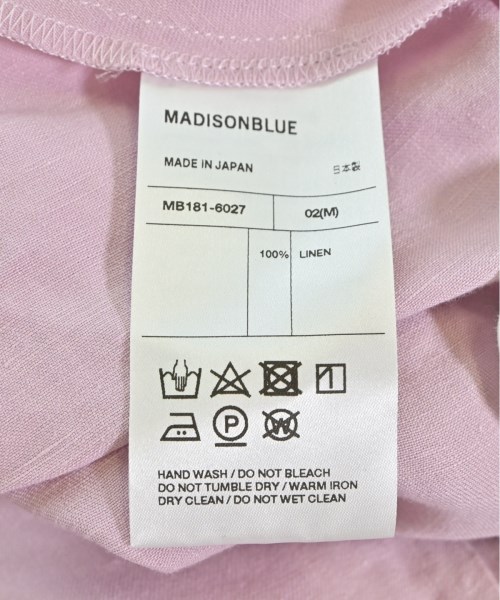 MADISONBLUE
MADE IN JAPAN 日本製
MB181-6027 02(M)
100% LINEN
P W
HAND WASH / DO NOT BLEACH
DO NOT TUMBLE DRY / WARM IRON
DRY CLEAN / DO NOT WET CLEAN